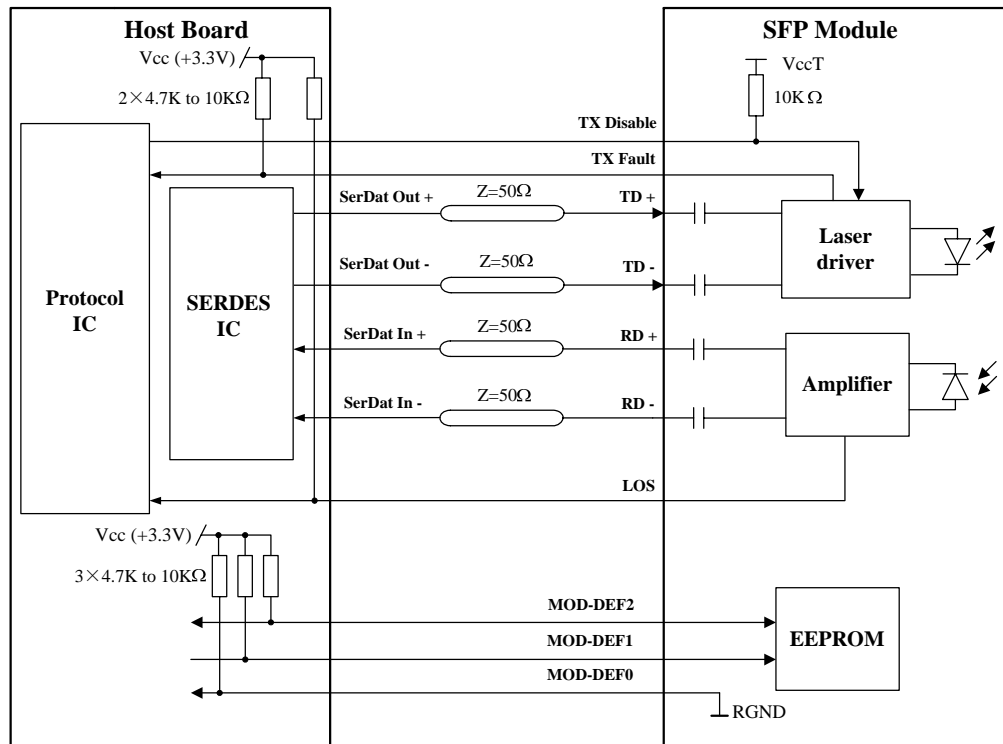 Host Board
SFP Module
Vcc (+3.3V)
VccT
2×4.7K to 10KΩ
10KΩ
TX Disable
TX Fault
SerDat Out +
Z=50Ω
TD +
Laser
driver
SerDat Out -
Z=50Ω
TD -
Protocol
IC
SERDES
IC
SerDat In +
Z=50Ω
RD +
Amplifier
SerDat In -
Z=50Ω
RD -
LOS
Vcc (+3.3V)
3×4.7K to 10KΩ
MOD-DEF2
EEPROM
MOD-DEF1
MOD-DEF0
RGND